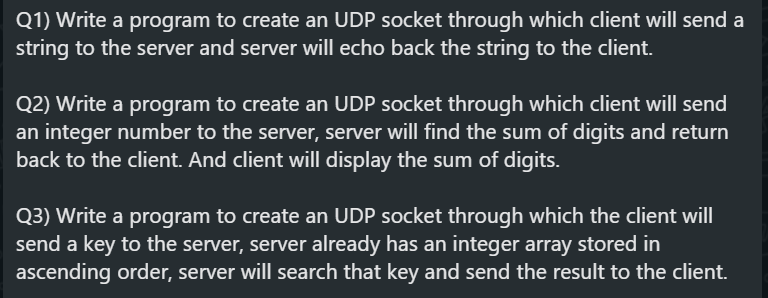 Q1) Write a program to create an UDP socket through which client will send a
string to the server and server will echo back the string to the client.
Q2) Write a program to create an UDP socket through which client will send
an integer number to the server, server will find the sum of digits and return
back to the client. And client will display the sum of digits.
Q3) Write a program to create an UDP socket through which the client will
send a key to the server, server already has an integer array stored in
ascending order, server will search that key and send the result to the client.